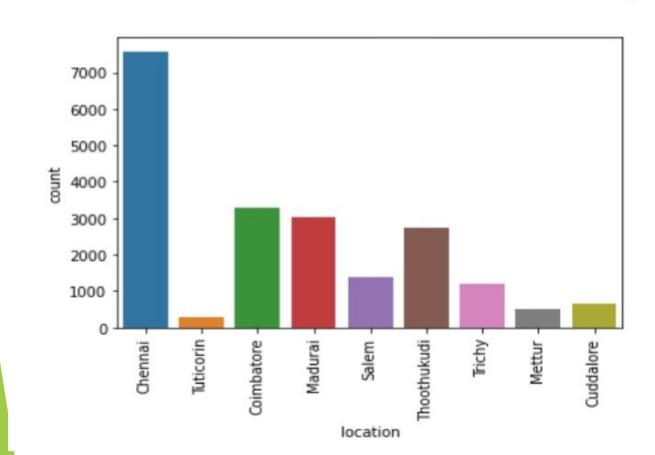 7000
6000
5000
4000
3000
2000
1000
0
count
Chennai
Tuticorin
Coimbatore
Madurai
Salem
Thoothukudi
Trichy
Mettur
Cuddalore
location